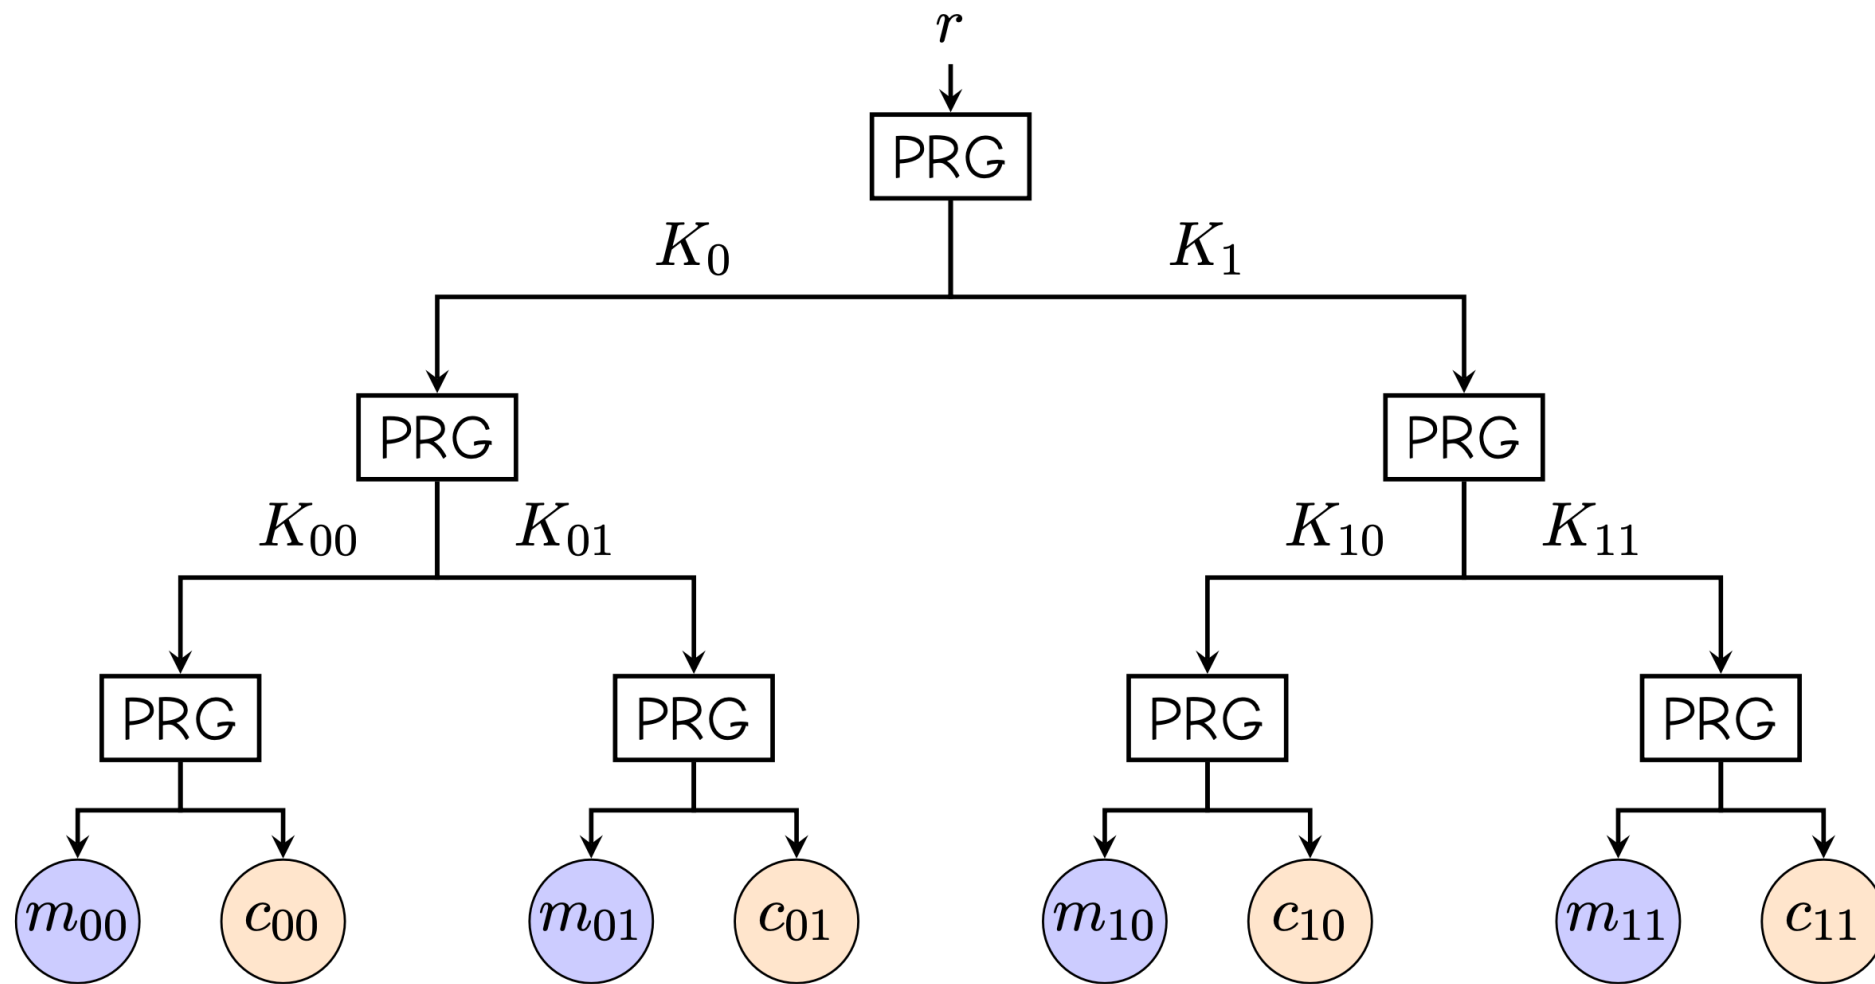 r
PRG
K₀ K₁
PRG PRG
K₀₀ K₀₁ K₁₀ K₁₁
PRG PRG PRG PRG
m₀₀ c₀₀ m₀₁ c₀₁ m₁₀ c₁₀ m₁₁ c₁₁